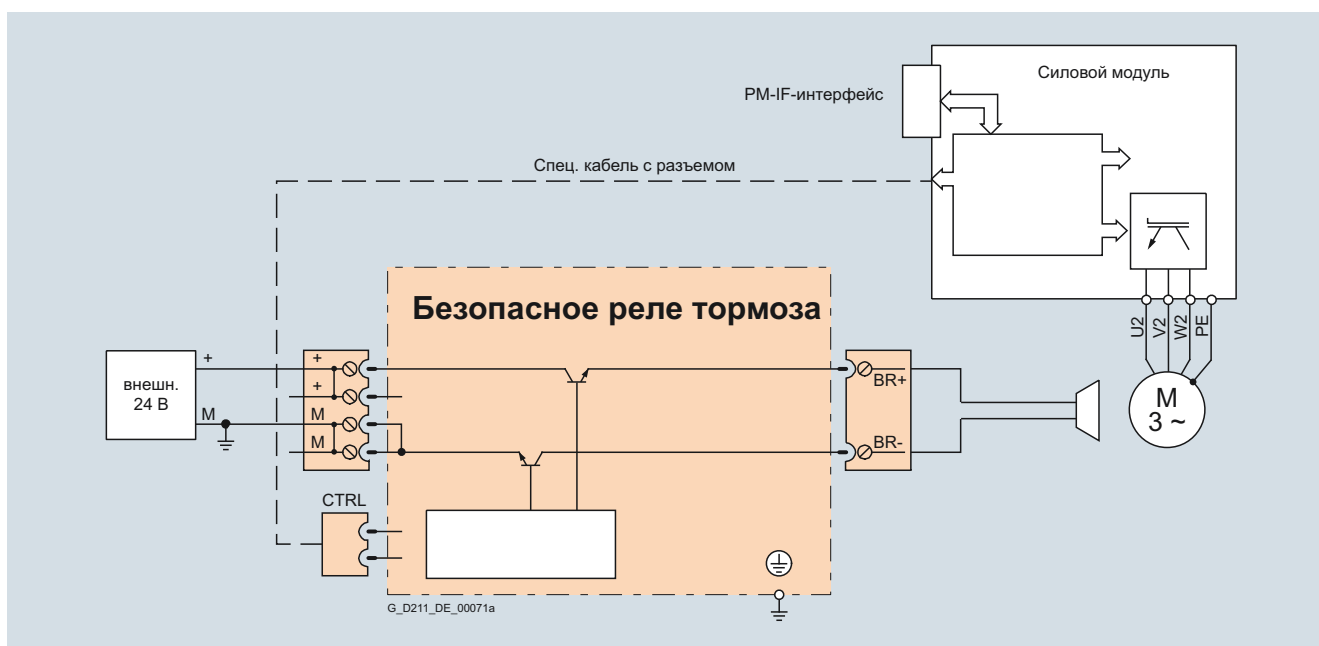 Силовой модуль
PM-IF-интерфейс
Спец. кабель с разъемом
Безопасное реле тормоза
U2
V2
W2
PE
внешн.
24 В
+
M
+
+
M
M
BR+
BR-
M
3 ~
CTRL
G_D211_DE_00071a